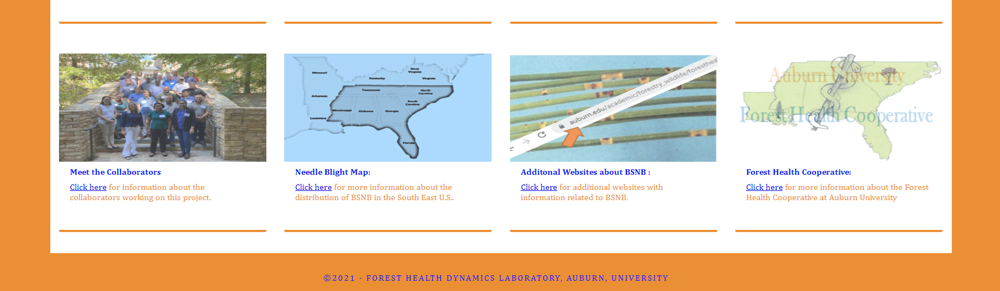 Missouri
West
Virginia
Kentucky
Virginia
Tennessee
North
Carolina
Arkansas
South
Carolina
Mississippi
Alabama
Georgia
Louisiana
Florida
auburn.edu/academic/forestry_wildlife/foresthea
Auburn University
Forest Health Cooperative
Meet the Collaborators
Click here for information about the
collaborators working on this project.
Needle Blight Map:
Click here for more information about the
distribution of BSNB in the South East U.S..
Additonal Websites about BSNB :
Click here for additional websites with
information related to BSNB.
Forest Health Cooperative:
Click here for more information about the Forest
Health Cooperative at Auburn University
©2021 - FOREST HEALTH DYNAMICS LABORATORY, AUBURN, UNIVERSITY